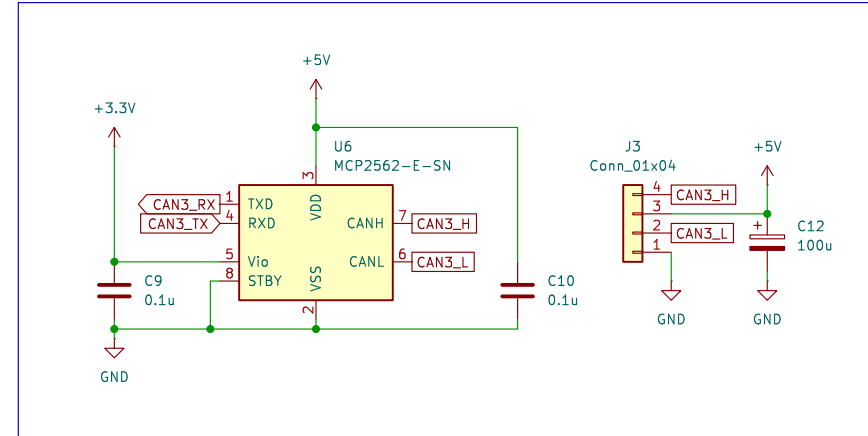 +5V
+3.3V
U6
MCP2562-E-SN
3
VDD
1
TXD
CAN3_RX
4
RXD
CAN3_TX
CANH
7
CAN3_H
5
Vio
CANL
6
CAN3_L
8
STBY
VSS
2
C9
0.1u
C10
0.1u
GND
J3
Conn_01x04
+5V
4
CAN3_H
3
2
CAN3_L
1
+
C12
100u
GND
GND